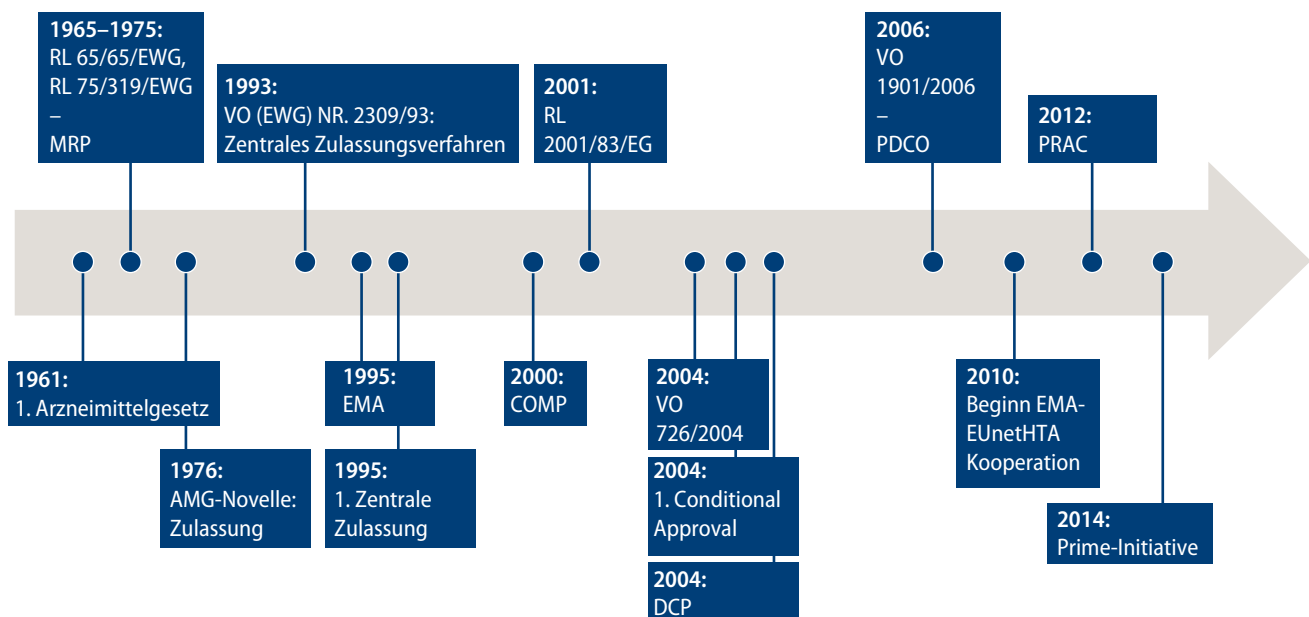 1965–1975:
RL 65/65/EWG,
RL 75/319/EWG
–
MRP
1993:
VO (EWG) NR. 2309/93:
Zentrales Zulassungsverfahren
2001:
RL
2001/83/EG
2006:
VO
1901/2006
–
PDCO
2012:
PRAC
1961:
1. Arzneimittelgesetz
1976:
AMG-Novelle:
Zulassung
1995:
EMA
1995:
1. Zentrale
Zulassung
2000:
COMP
2004:
VO
726/2004
2004:
1. Conditional
Approval
2004:
DCP
2010:
Beginn EMA-
EUnetHTA
Kooperation
2014:
Prime-Initiative